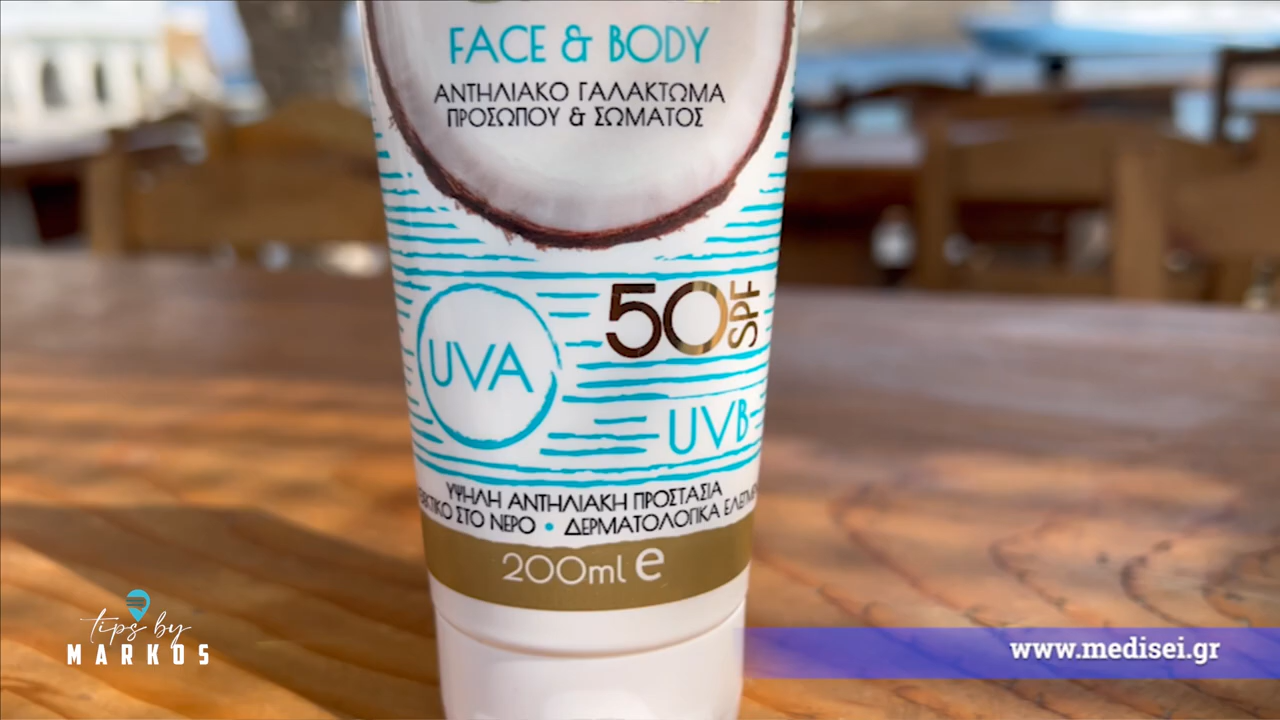 FACE & BODY
ΑΝΤΗΛΙΑΚΟ ΓΑΛΑΚΤΩΜΑ
ΠΡΟΣΩΠΟΥ & ΣΩΜΑΤΟΣ
50 SPF
UVA
UVB
ΥΨΗΛΗ ΑΝΤΗΛΙΑΚΗ ΠΡΟΣΤΑΣΙΑ
ΣΤΟ ΝΕΡΟ • ΔΕΡΜΑΤΟΛΟΓΙΚΑ
200ml e
tips by
MARKOS
www.medisei.gr